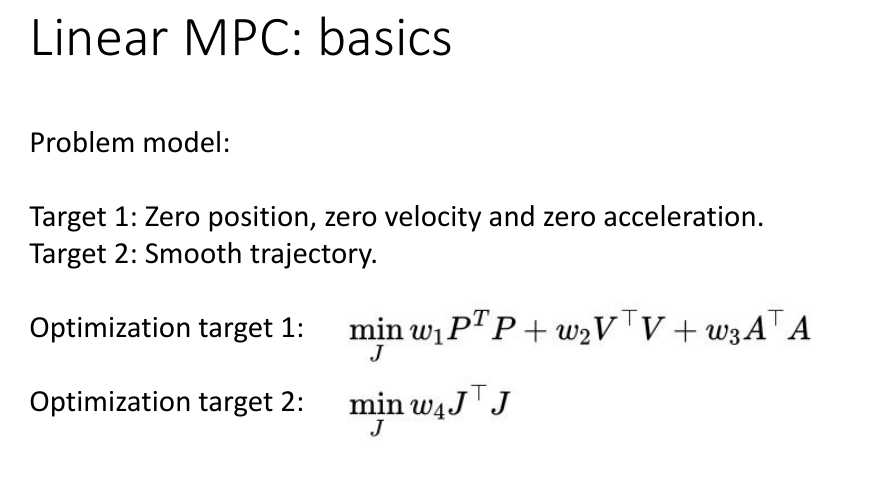 Linear MPC: basics
Problem model:
Target 1: Zero position, zero velocity and zero acceleration.
Target 2: Smooth trajectory.
Optimization target 1: $\min_{J} w_1 P^T P + w_2 V^\top V + w_3 A^\top A$
Optimization target 2: $\min_{J} w_4 J^\top J$